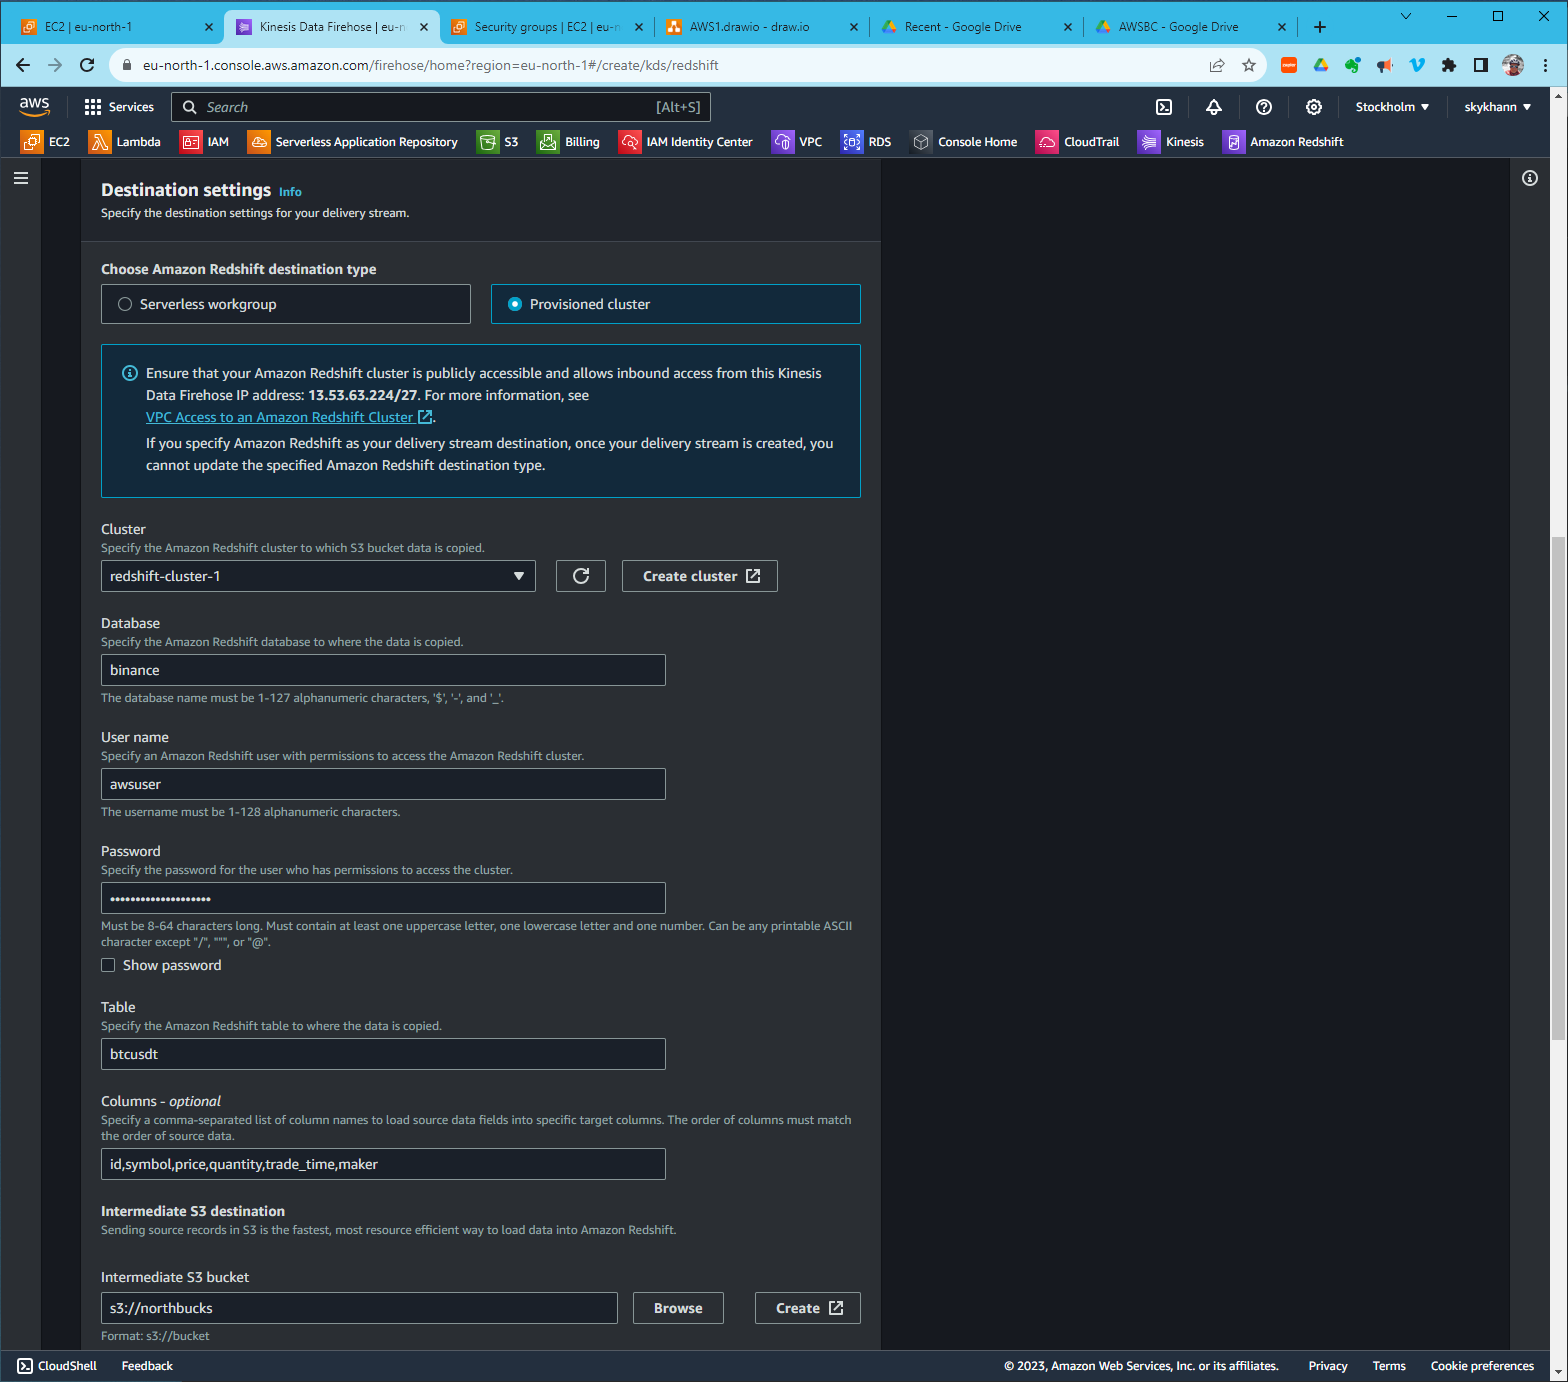 EC2 | eu-north-1
Kinesis Data Firehose | eu-n
Security groups | EC2 | eu-n
AWS1.drawio - draw.io
Recent - Google Drive
AWSBC - Google Drive
eu-north-1.console.aws.amazon.com/firehose/home?region=eu-north-1#/create/kds/redshift
aws
Services
Search
[Alt+S]
Stockholm
skykhann
EC2
Lambda
IAM
Serverless Application Repository
S3
Billing
IAM Identity Center
VPC
RDS
Console Home
CloudTrail
Kinesis
Amazon Redshift
Destination settings Info
Specify the destination settings for your delivery stream.
Choose Amazon Redshift destination type
Serverless workgroup
Provisioned cluster
Ensure that your Amazon Redshift cluster is publicly accessible and allows inbound access from this Kinesis
Data Firehose IP address: 13.53.63.224/27. For more information, see
VPC Access to an Amazon Redshift Cluster.
If you specify Amazon Redshift as your delivery stream destination, once your delivery stream is created, you
cannot update the specified Amazon Redshift destination type.
Cluster
Specify the Amazon Redshift cluster to which S3 bucket data is copied.
redshift-cluster-1
Create cluster
Database
Specify the Amazon Redshift database to where the data is copied.
binance
The database name must be 1-127 alphanumeric characters, '$', '-', and '_'.
User name
Specify an Amazon Redshift user with permissions to access the Amazon Redshift cluster.
awsuser
The username must be 1-128 alphanumeric characters.
Password
Specify the password for the user who has permissions to access the cluster.
••••••••••••••••••••
Must be 8-64 characters long. Must contain at least one uppercase letter, one lowercase letter and one number. Can be any printable ASCII
character except "/", """, or "@".
Show password
Table
Specify the Amazon Redshift table to where the data is copied.
btcusdt
Columns - optional
Specify a comma-separated list of column names to load source data fields into specific target columns. The order of columns must match
the order of source data.
id,symbol,price,quantity,trade_time,maker
Intermediate S3 destination
Sending source records in S3 is the fastest, most resource efficient way to load data into Amazon Redshift.
Intermediate S3 bucket
s3://northbucks
Browse
Create
Format: s3://bucket
CloudShell
Feedback
© 2023, Amazon Web Services, Inc. or its affiliates.
Privacy
Terms
Cookie preferences